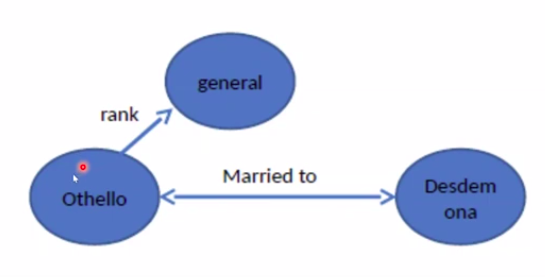 general
rank
Married to
Othello
Desdem
ona